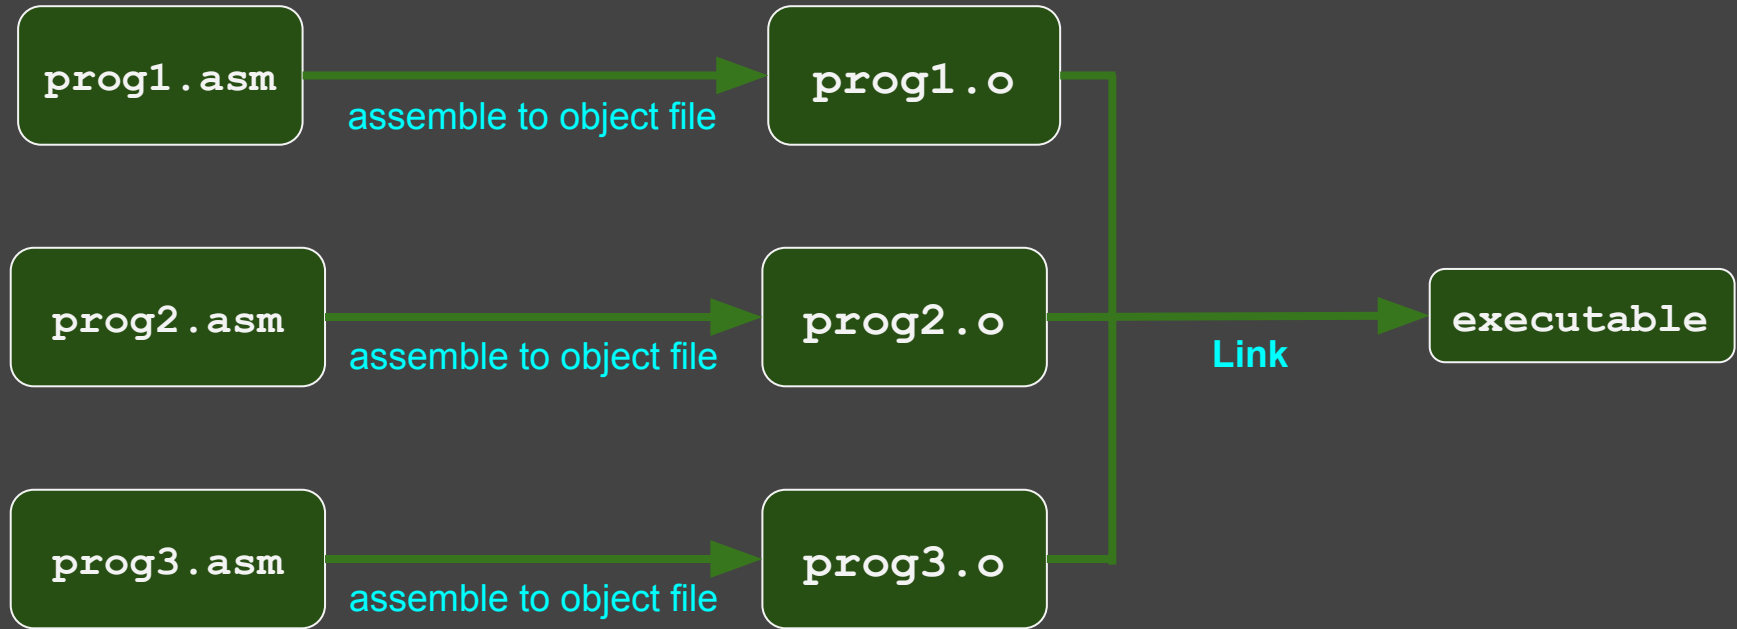 prog1.asm
assemble to object file
prog1.o
prog2.asm
assemble to object file
prog2.o
Link
executable
prog3.asm
assemble to object file
prog3.o